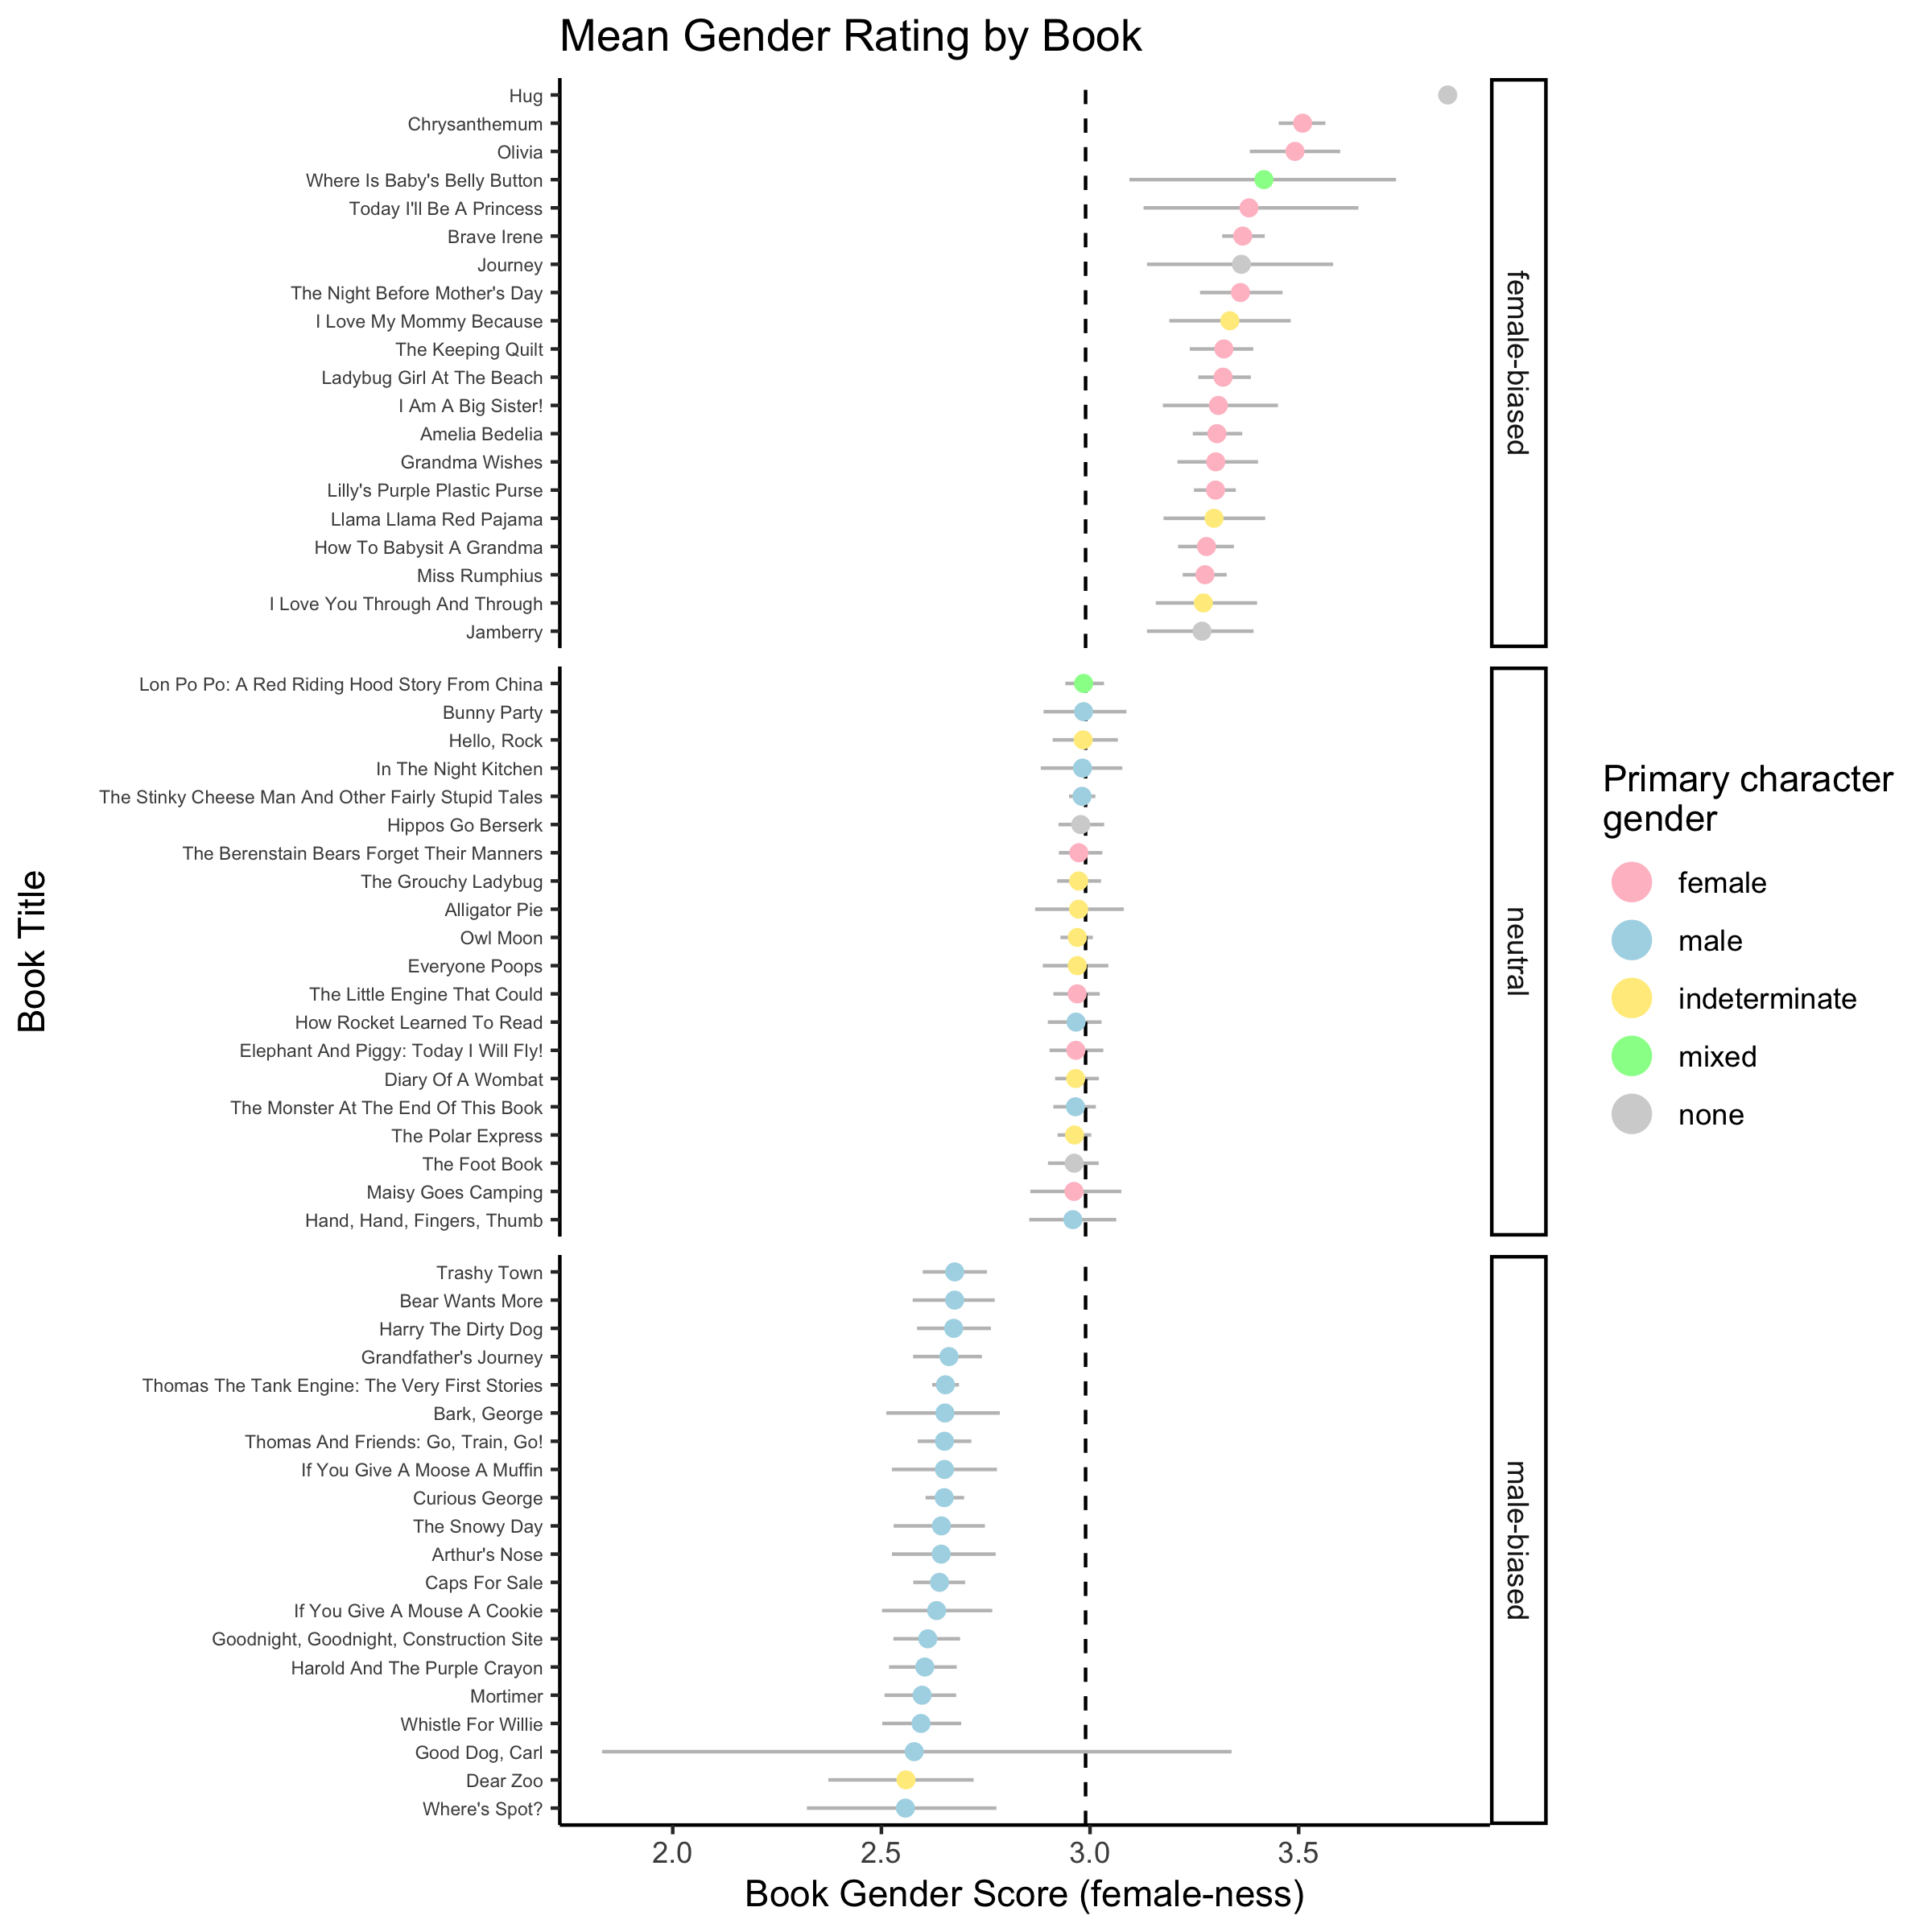 Mean Gender Rating by Book
Book Title
Hug
Chrysanthemum
Olivia
Where Is Baby's Belly Button
Today I'll Be A Princess
Brave Irene
Journey
The Night Before Mother's Day
I Love My Mommy Because
The Keeping Quilt
Ladybug Girl At The Beach
I Am A Big Sister!
Amelia Bedelia
Grandma Wishes
Lilly's Purple Plastic Purse
Llama Llama Red Pajama
How To Babysit A Grandma
Miss Rumphius
I Love You Through And Through
Jamberry
female-biased
Lon Po Po: A Red Riding Hood Story From China
Bunny Party
Hello, Rock
In The Night Kitchen
The Stinky Cheese Man And Other Fairly Stupid Tales
Hippos Go Berserk
The Berenstain Bears Forget Their Manners
The Grouchy Ladybug
Alligator Pie
Owl Moon
Everyone Poops
The Little Engine That Could
How Rocket Learned To Read
Elephant And Piggy: Today I Will Fly!
Diary Of A Wombat
The Monster At The End Of This Book
The Polar Express
The Foot Book
Maisy Goes Camping
Hand, Hand, Fingers, Thumb
neutral
Trashy Town
Bear Wants More
Harry The Dirty Dog
Grandfather's Journey
Thomas The Tank Engine: The Very First Stories
Bark, George
Thomas And Friends: Go, Train, Go!
If You Give A Moose A Muffin
Curious George
The Snowy Day
Arthur's Nose
Caps For Sale
If You Give A Mouse A Cookie
Goodnight, Goodnight, Construction Site
Harold And The Purple Crayon
Mortimer
Whistle For Willie
Good Dog, Carl
Dear Zoo
Where's Spot?
male-biased
2.0 2.5 3.0 3.5
Book Gender Score (female-ness)
Primary character
gender
female
male
indeterminate
mixed
none